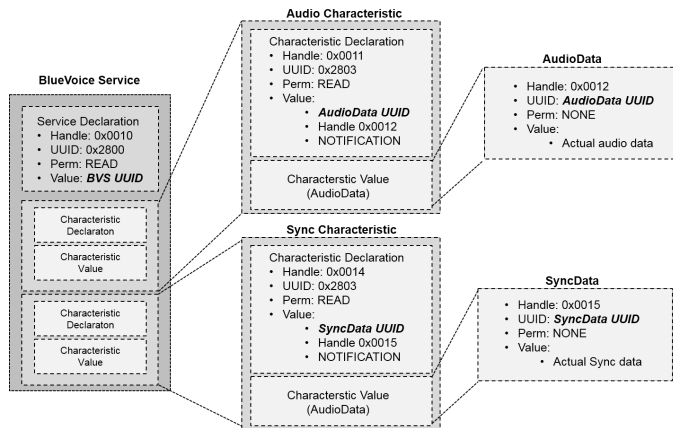 BlueVoice Service
Service Declaration
• Handle: 0x0010
• UUID: 0x2800
• Perm: READ
• Value: BVS UUID
Characteristic
Declaraton
Characteristic
Value
Characteristic
Declaraton
Characteristic
Value
Audio Characteristic
Characteristic Declaration
• Handle: 0x0011
• UUID: 0x2803
• Perm: READ
• Value:
• AudioData UUID
• Handle 0x0012
• NOTIFICATION
Characterstic Value
(AudioData)
AudioData
• Handle: 0x0012
• UUID: AudioData UUID
• Perm: NONE
• Value:
• Actual audio data
Sync Characteristic
Characteristic Declaration
• Handle: 0x0014
• UUID: 0x2803
• Perm: READ
• Value:
• SyncData UUID
• Handle 0x0015
• NOTIFICATION
Characterstic Value
(AudioData)
SyncData
• Handle: 0x0015
• UUID: SyncData UUID
• Perm: NONE
• Value:
• Actual Sync data